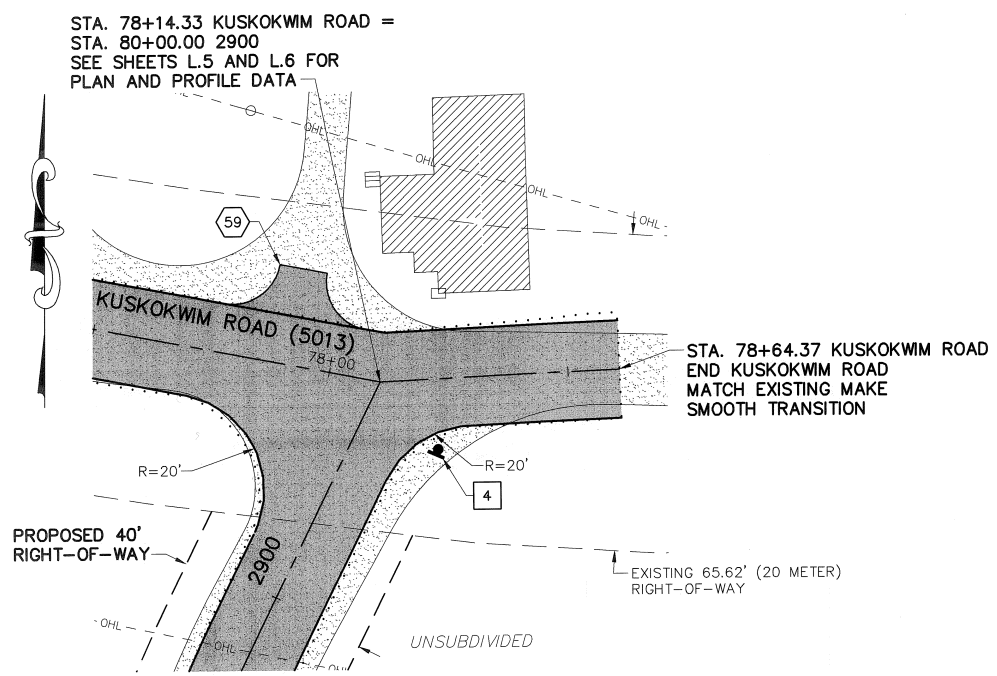 STA. 78+14.33 KUSKOKWIM ROAD =
STA. 80+00.00 2900
SEE SHEETS L.5 AND L.6 FOR
PLAN AND PROFILE DATA
OHL
OHL
OHL
OHL
59
KUSKOKWIM ROAD (5013)
78+00
STA. 78+64.37 KUSKOKWIM ROAD
END KUSKOKWIM ROAD
MATCH EXISTING MAKE
SMOOTH TRANSITION
R=20'
R=20'
4
PROPOSED 40'
RIGHT-OF-WAY
2900
EXISTING 65.62' (20 METER)
RIGHT-OF-WAY
OHL
OHL
UNSUBDIVIDED